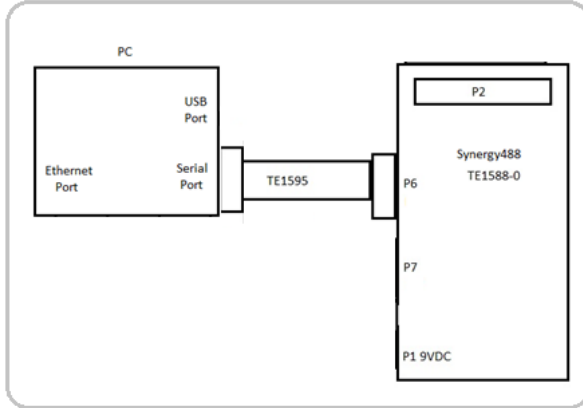 PC
USB
Port
Ethernet
Port
Serial
Port
TE1595
P2
Synergy488
TE1588-0
P6
P7
P1 9VDC